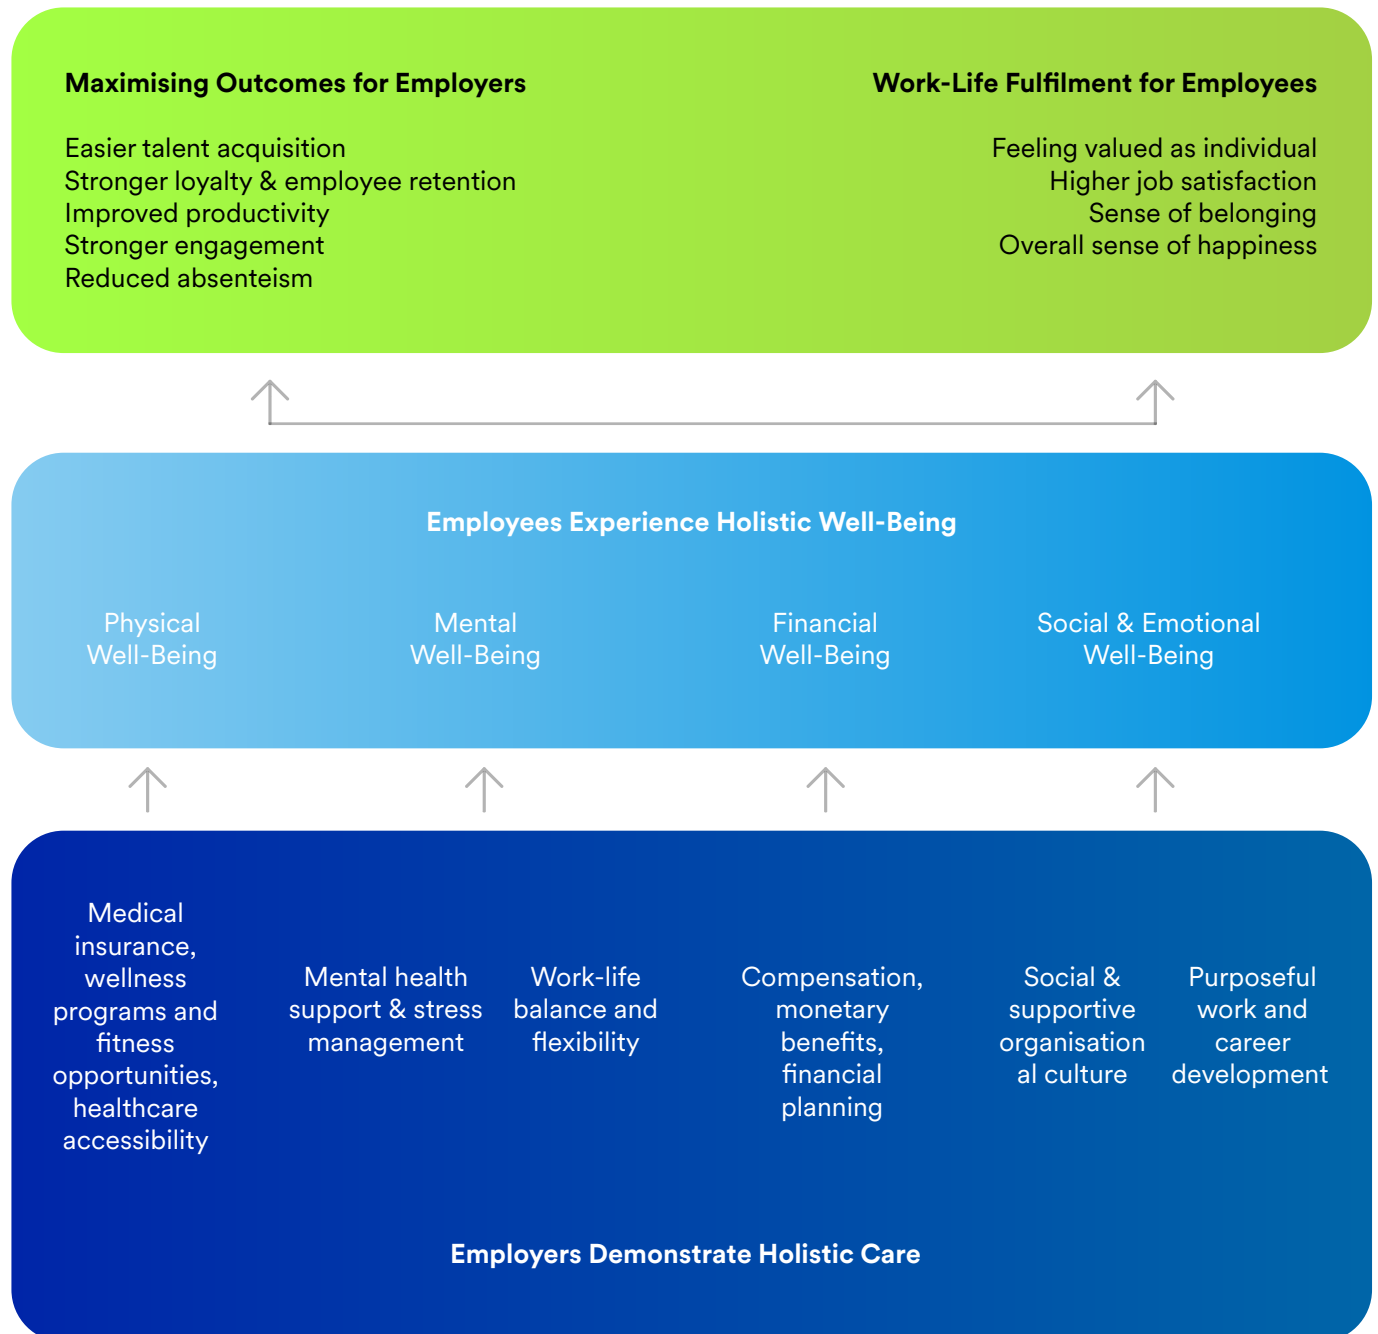 Maximising Outcomes for Employers
Easier talent acquisition
Stronger loyalty & employee retention
Improved productivity
Stronger engagement
Reduced absenteism
Work-Life Fulfilment for Employees
Feeling valued as individual
Higher job satisfaction
Sense of belonging
Overall sense of happiness
Employees Experience Holistic Well-Being
Physical
Well-Being
Mental
Well-Being
Financial
Well-Being
Social & Emotional
Well-Being
Medical
insurance,
wellness
programs and
fitness
opportunities,
healthcare
accessibility
Mental health
support & stress
management
Work-life
balance and
flexibility
Compensation,
monetary
benefits,
financial
planning
Social &
supportive
organisation
al culture
Purposeful
work and
career
development
Employers Demonstrate Holistic Care